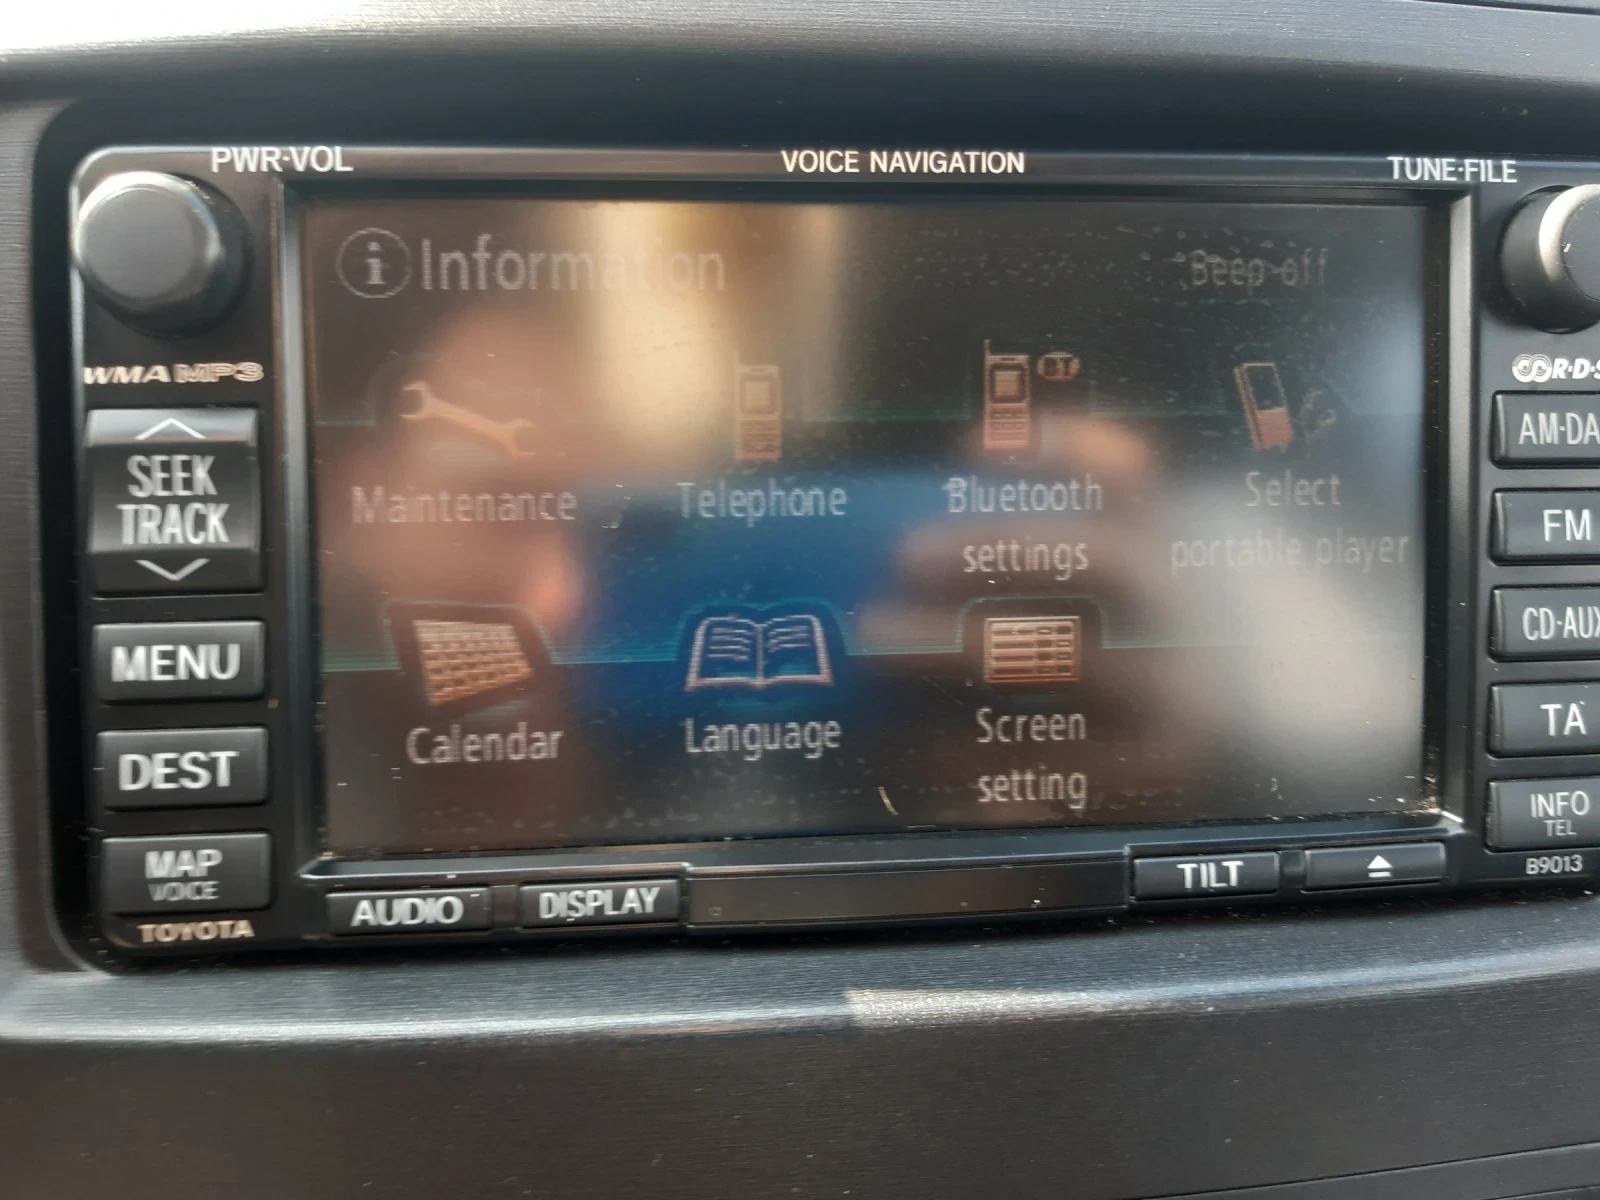 PWR·VOL
VOICE NAVIGATION
TUNE·FILE
Information
Beep off
WMA MP3
R·D·S
SEEK
TRACK
AM·DA
Maintenance
Telephone
Bluetooth
settings
Select
portable player
FM
MENU
CD·AUX
Calendar
Language
Screen
setting
TA
DEST
INFO
TEL
MAP
VOICE
B9013
TOYOTA
AUDIO
DISPLAY
TILT